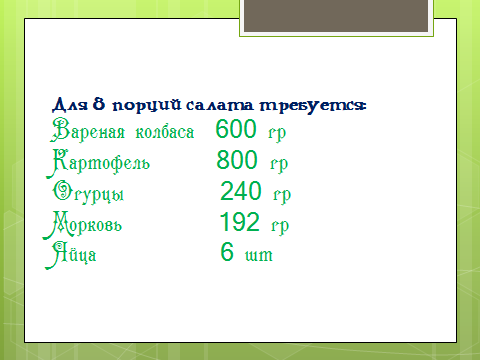 Для 8 порций салата требуется:
Вареная колбаса 600 гр
Картофель 800 гр
Огурцы 240 гр
Морковь 192 гр
Яйца 6 шт